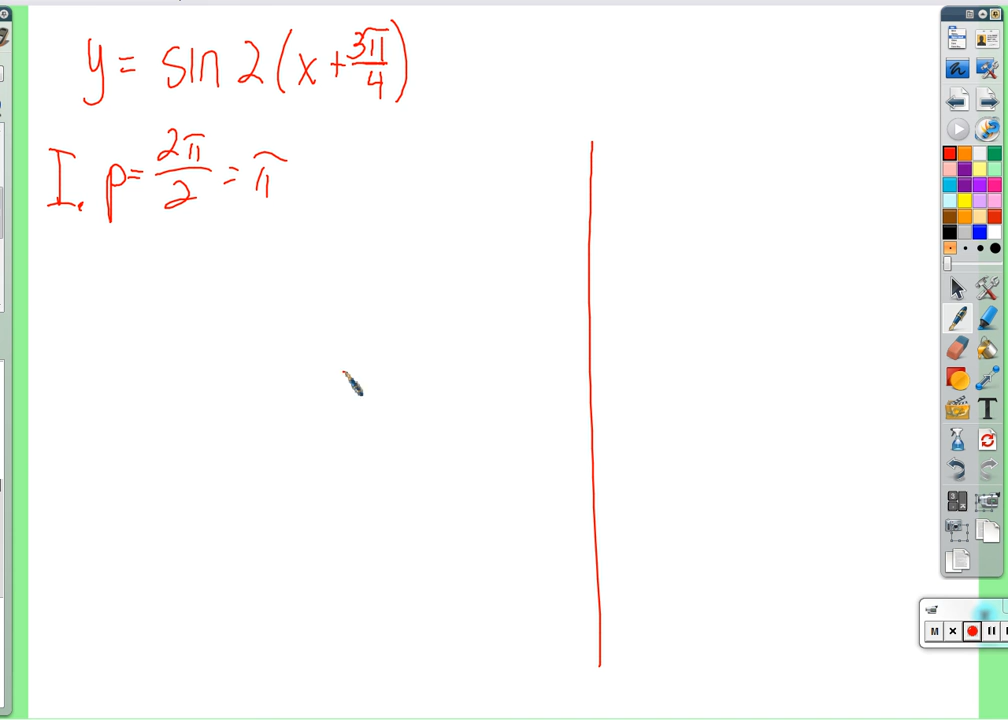 y = sin 2 (x + 3π/4)
I. p = 2π/2 = π
T
M